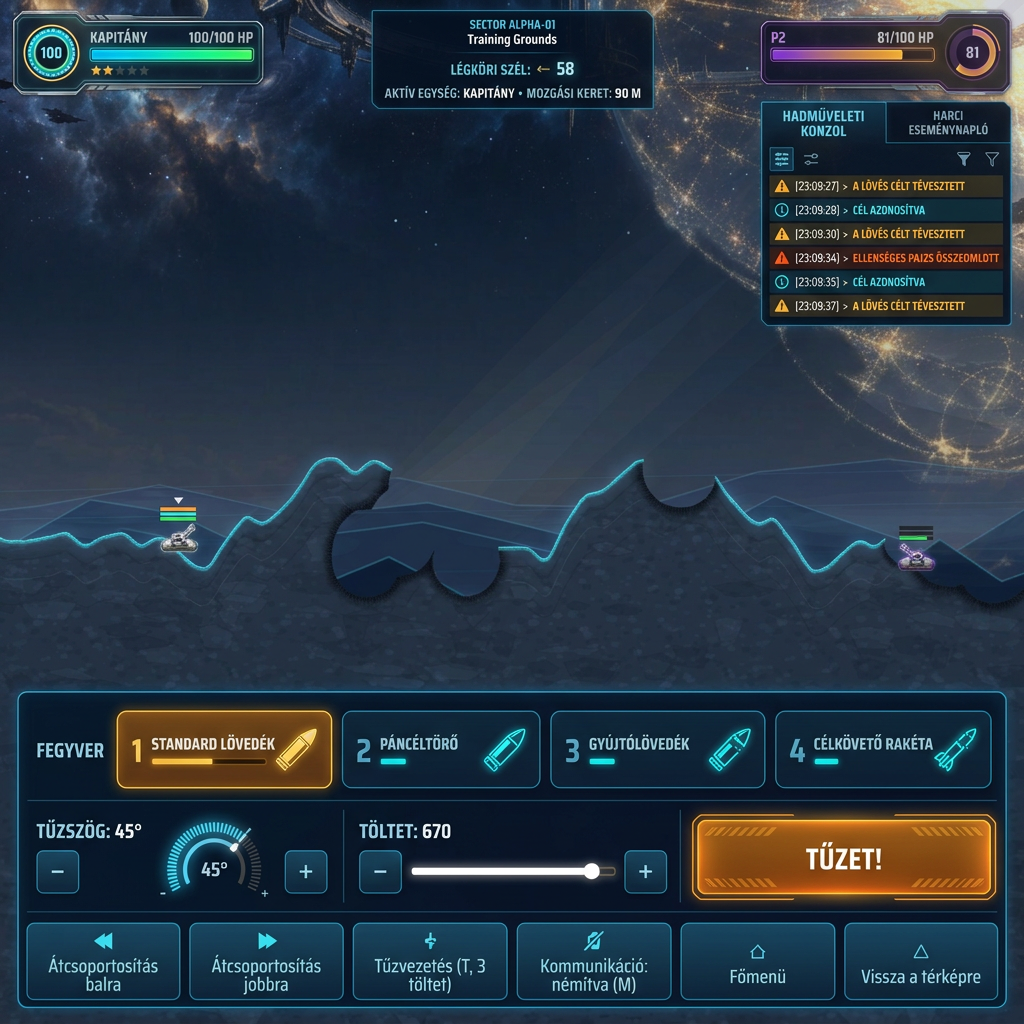 100
KAPITÁNY 100/100 HP
SECTOR ALPHA-01
Training Grounds
LÉGKÖRI SZÉL: ← 58
AKTÍV EGYSÉG: KAPITÁNY • MOZGÁSI KERET: 90 M
P2 81/100 HP
81
HADMŰVELETI
KONZOL
HARCI
ESEMÉNYNAPLÓ
[23:09:27] > A LÖVÉS CÉLT TÉVESZTETT
[23:09:28] > CÉL AZONOSÍTVA
[23:09.30] > A LÖVÉS CÉLT TÉVESZTETT
[23:09:34] > ELLENSÉGES PAJZS ÖSSZEOMLOTT
[23:08:35] > CÉL AZONOSÍTVA
[23:09:37] > A LÖVÉS CÉLT TÉVESZTETT
FEGYVER
1 STANDARD LÖVEDÉK
2 PÁNCÉLTÖRŐ
3 GYÚJTÓLÖVEDÉK
4 CÉLKÖVETŐ RAKÉTA
TŰZSZÖG: 45°
− 45° +
- +
TÖLTET: 670
− +
TŰZET!
Átcsoportosítás
balra
Átcsoportosítás
jobbra
Tűzvezetés (T, 3
töltet)
Kommunikáció:
némítva (M)
Főmenü
Vissza a térképre